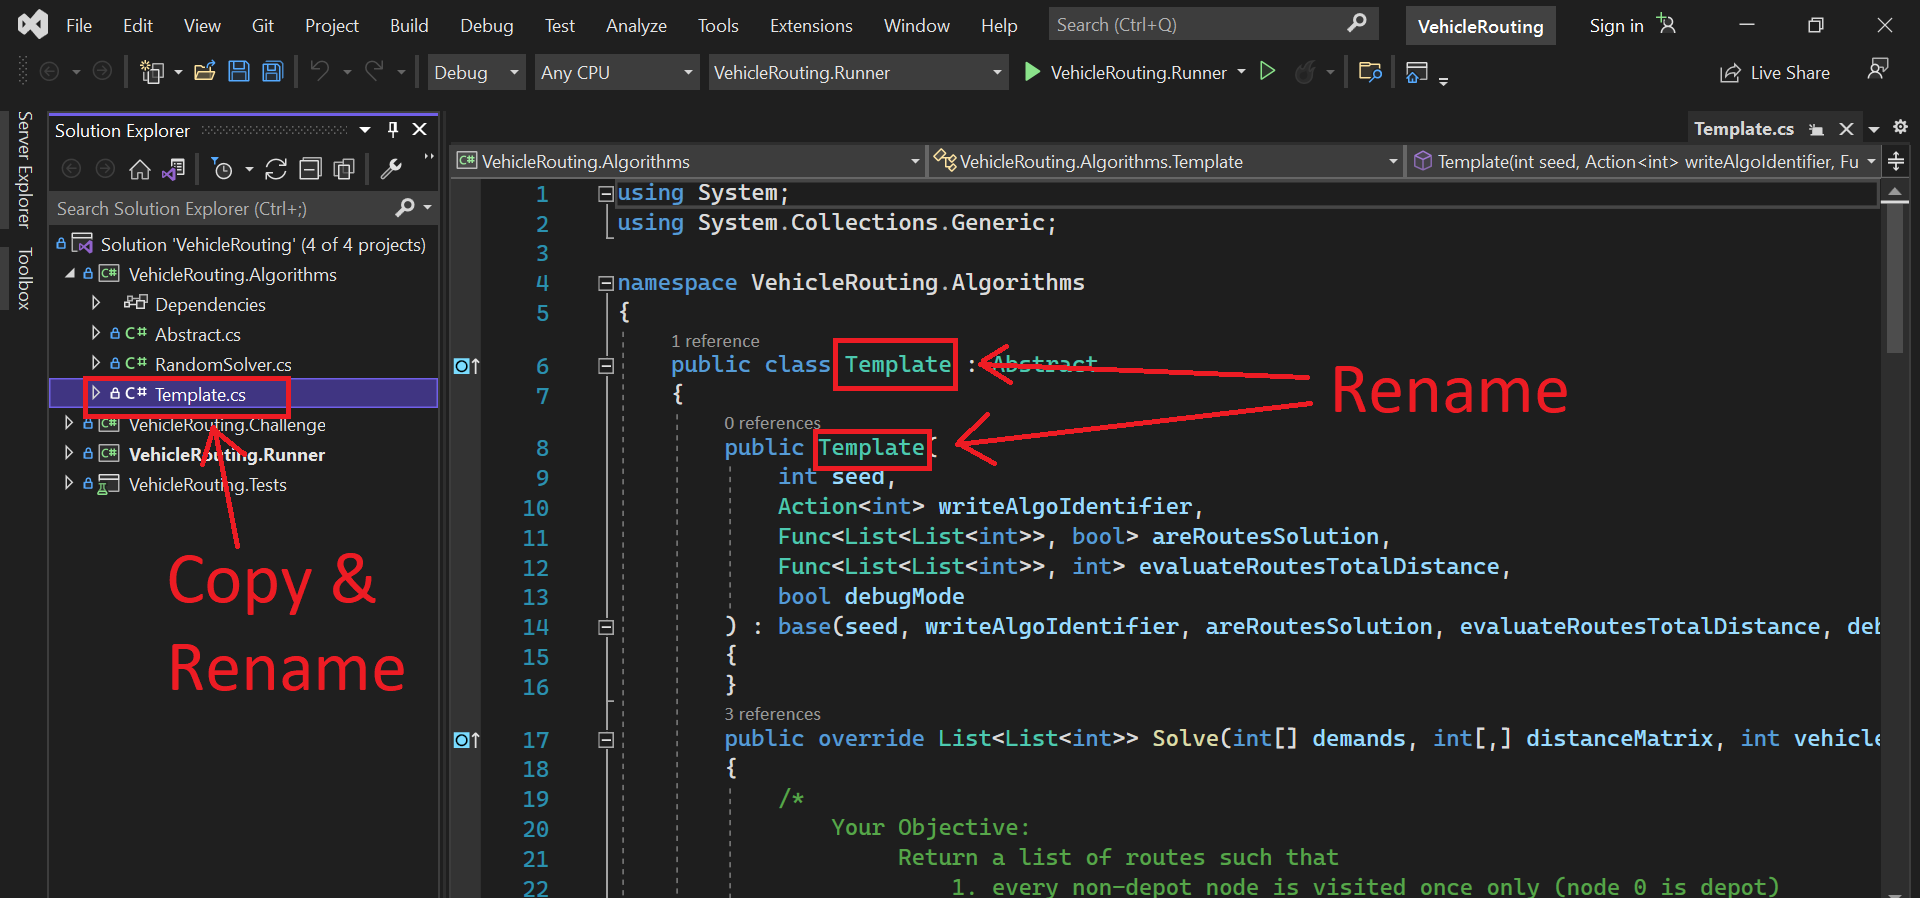 File Edit View Git Project Build Debug Test Analyze Tools Extensions Window Help Search (Ctrl+Q) VehicleRouting Sign in
Debug Any CPU VehicleRouting.Runner VehicleRouting.Runner Live Share
Server Explorer
Toolbox
Solution Explorer
Search Solution Explorer (Ctrl+;)
Solution 'VehicleRouting' (4 of 4 projects)
C# VehicleRouting.Algorithms
Dependencies
C# Abstract.cs
C# RandomSolver.cs
C# Template.cs
C# VehicleRouting.Challenge
C# VehicleRouting.Runner
VehicleRouting.Tests
Copy &
Rename
Template.cs
C# VehicleRouting.Algorithms VehicleRouting.Algorithms.Template Template(int seed, Action<int> writeAlgoIdentifier, Fu
1 using System;
2 using System.Collections.Generic;
3
4 namespace VehicleRouting.Algorithms
5 {
1 reference
6 public class Template : Abstract
7 {
0 references
8 public Template(
9 int seed,
10 Action<int> writeAlgoIdentifier,
11 Func<List<List<int>>, bool> areRoutesSolution,
12 Func<List<List<int>>, int> evaluateRoutesTotalDistance,
13 bool debugMode
14 ) : base(seed, writeAlgoIdentifier, areRoutesSolution, evaluateRoutesTotalDistance, deb
15 {
16 }
3 references
17 public override List<List<int>> Solve(int[] demands, int[,] distanceMatrix, int vehicle
18 {
19 /*
20 Your Objective:
21 Return a list of routes such that
22 1. every non-depot node is visited once only (node 0 is depot)
Rename